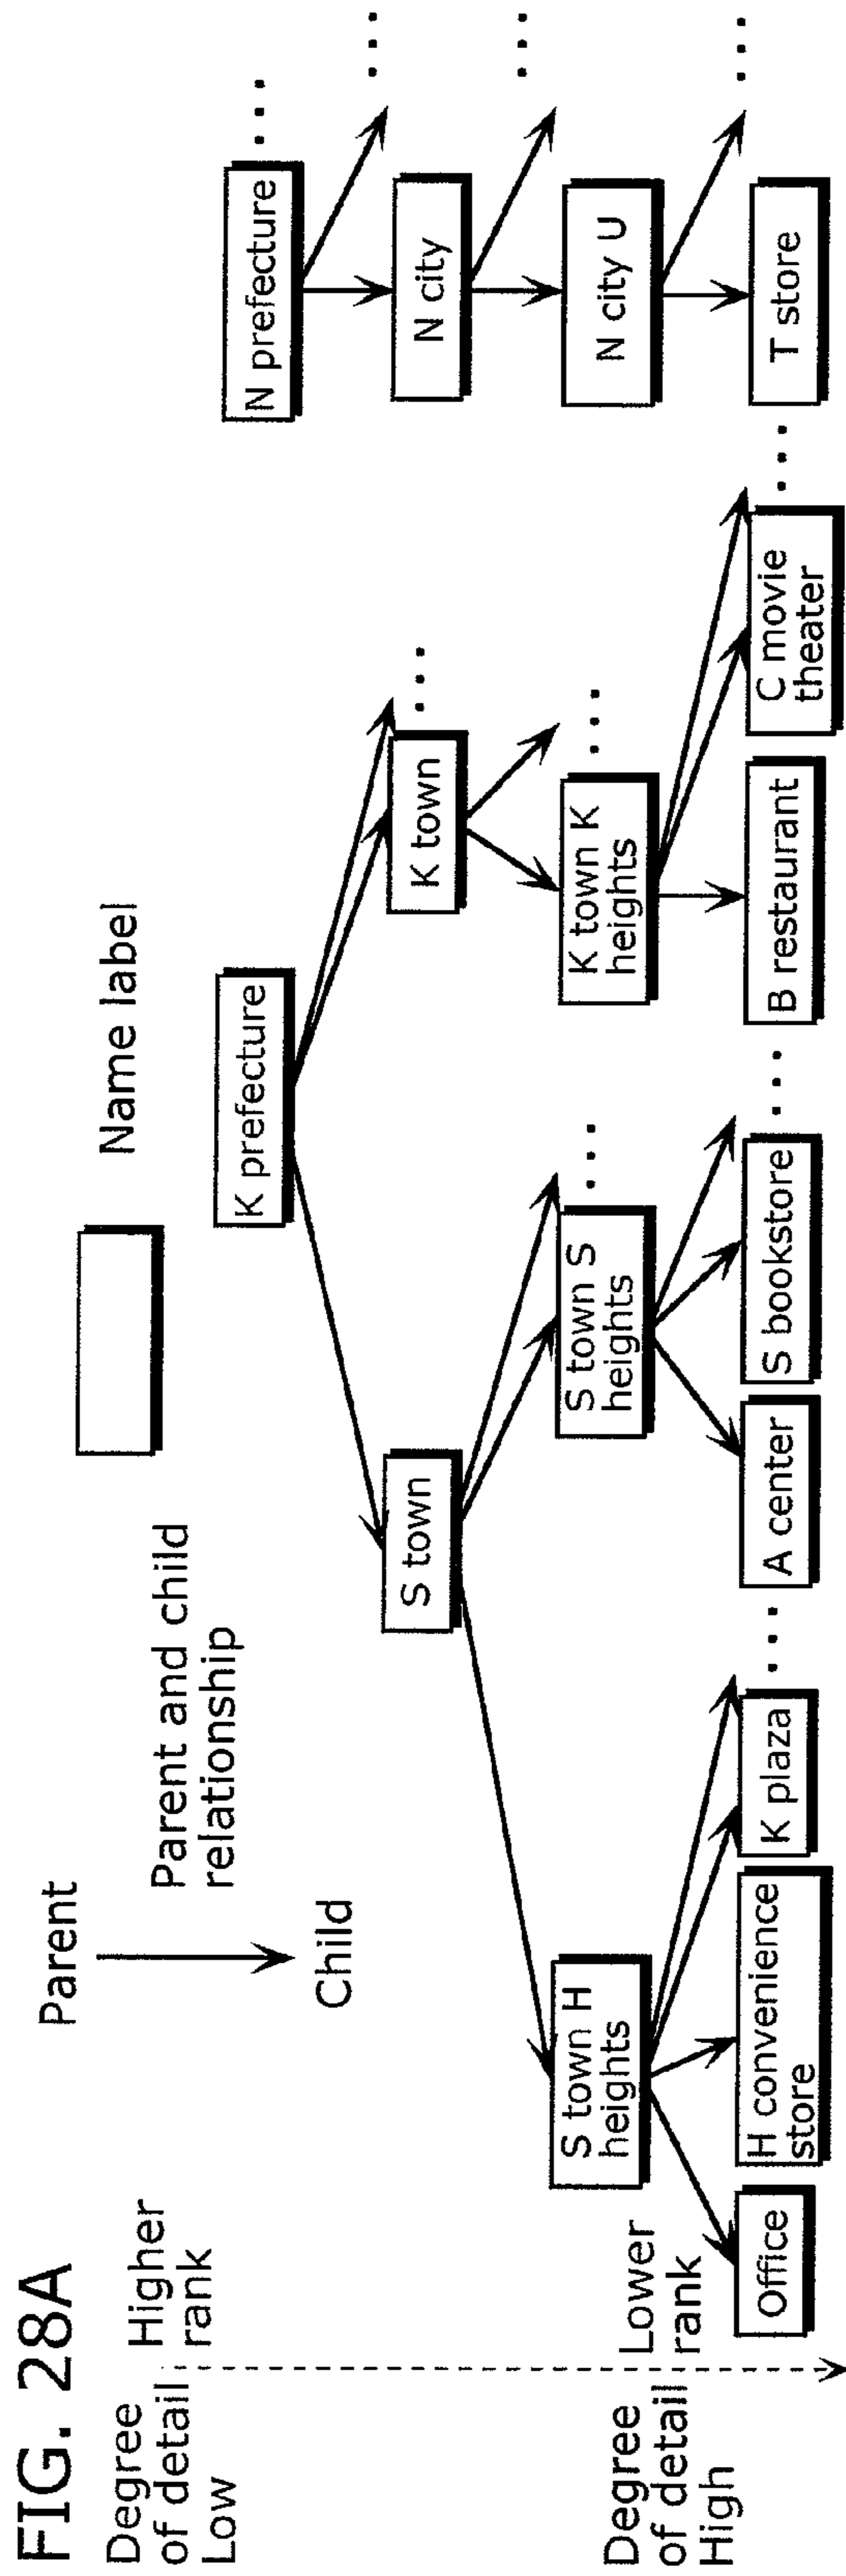 FIG. 28A
Degree
of detail
Low
Higher
rank
Parent
Child
Parent and child
relationship
Name label
K prefecture
N prefecture
...
...
S town
K town
...
N city
...
S town H
heights
S town S
heights
...
K town K
heights
...
N city U
...
Degree
of detail
High
Lower
rank
Office
H convenience
store
K plaza
...
A center
S bookstore
...
B restaurant
C movie
theater
...
T store